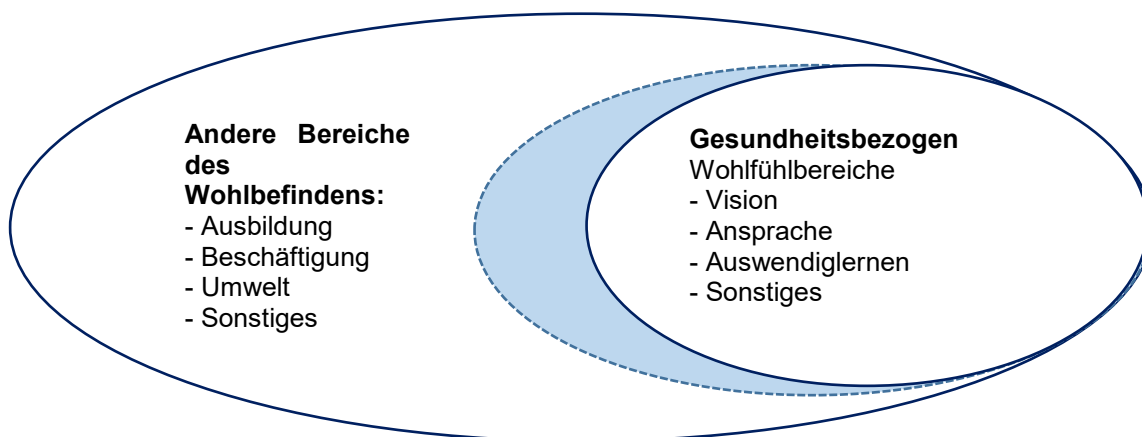 Andere Bereiche
des
Wohlbefindens:
- Ausbildung
- Beschäftigung
- Umwelt
- Sonstiges
Gesundheitsbezogen
Wohlfühlbereiche
- Vision
- Ansprache
- Auswendiglernen
- Sonstiges